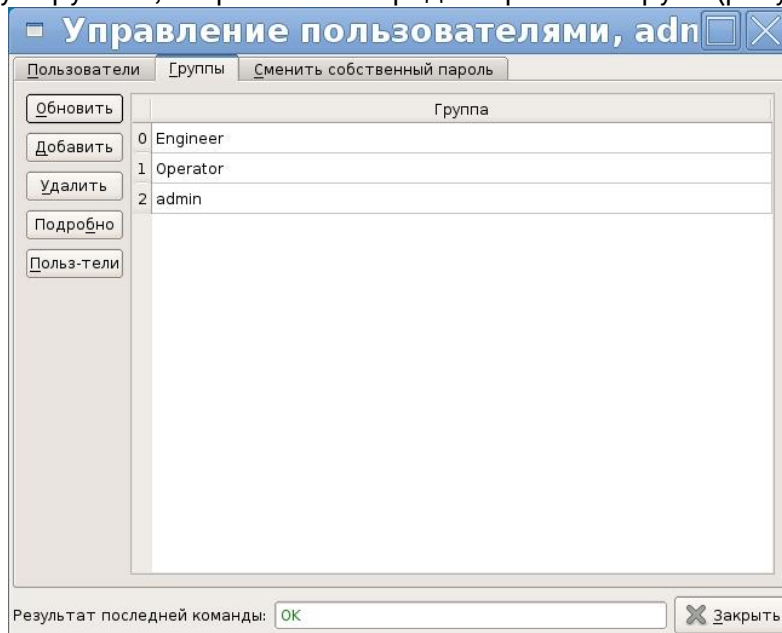 Управление пользователями, adm
Пользователи Группы Сменить собственный пароль
Обновить
Добавить
Удалить
Подробно
Польз-тели
Группа
0 Engineer
1 Operator
2 admin
Результат последней команды: OK
Закрыть